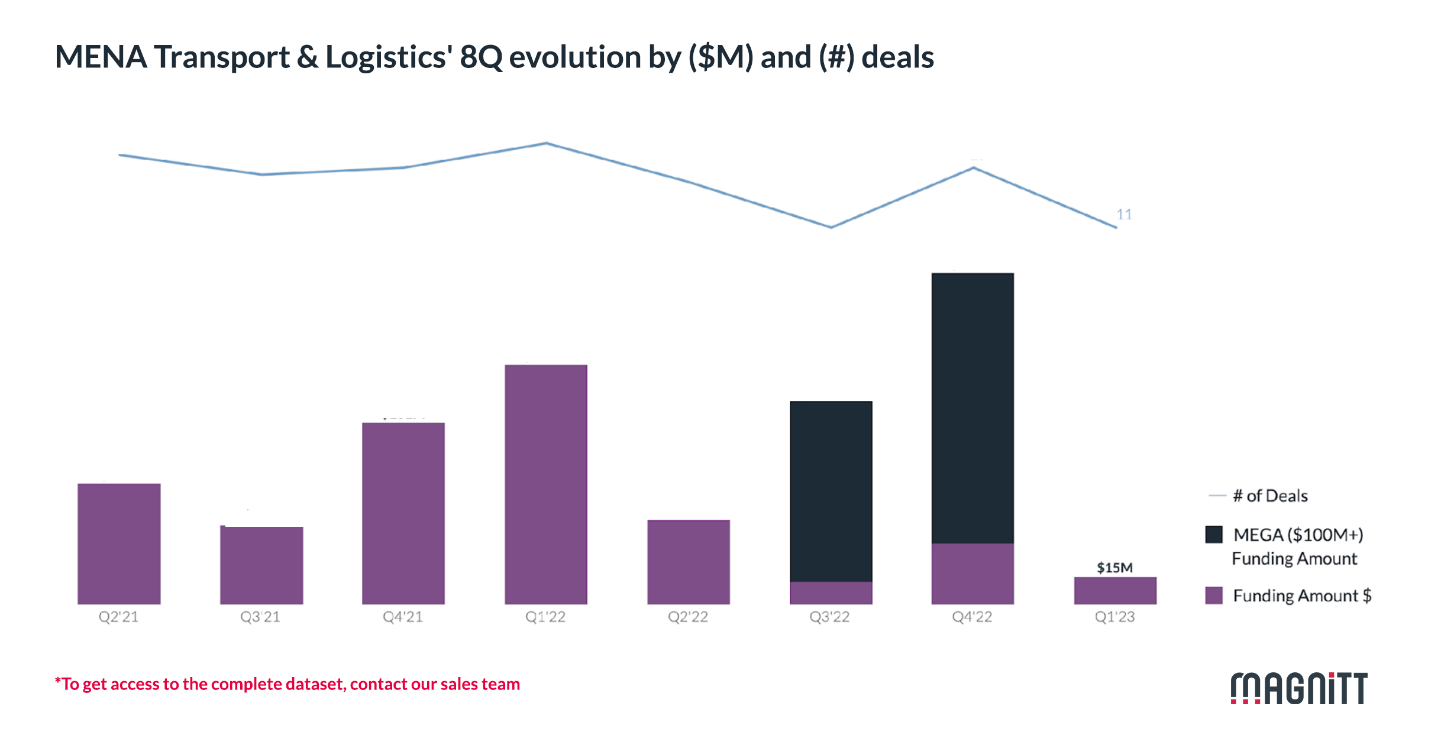 MENA Transport & Logistics' 8Q evolution by ($M) and (#) deals
11
$15M
Q2'21
Q3'21
Q4'21
Q1'22
Q2'22
Q3'22
Q4'22
Q1'23
# of Deals
MEGA ($100M+)
Funding Amount
Funding Amount $
*To get access to the complete dataset, contact our sales team
MAGNiTT